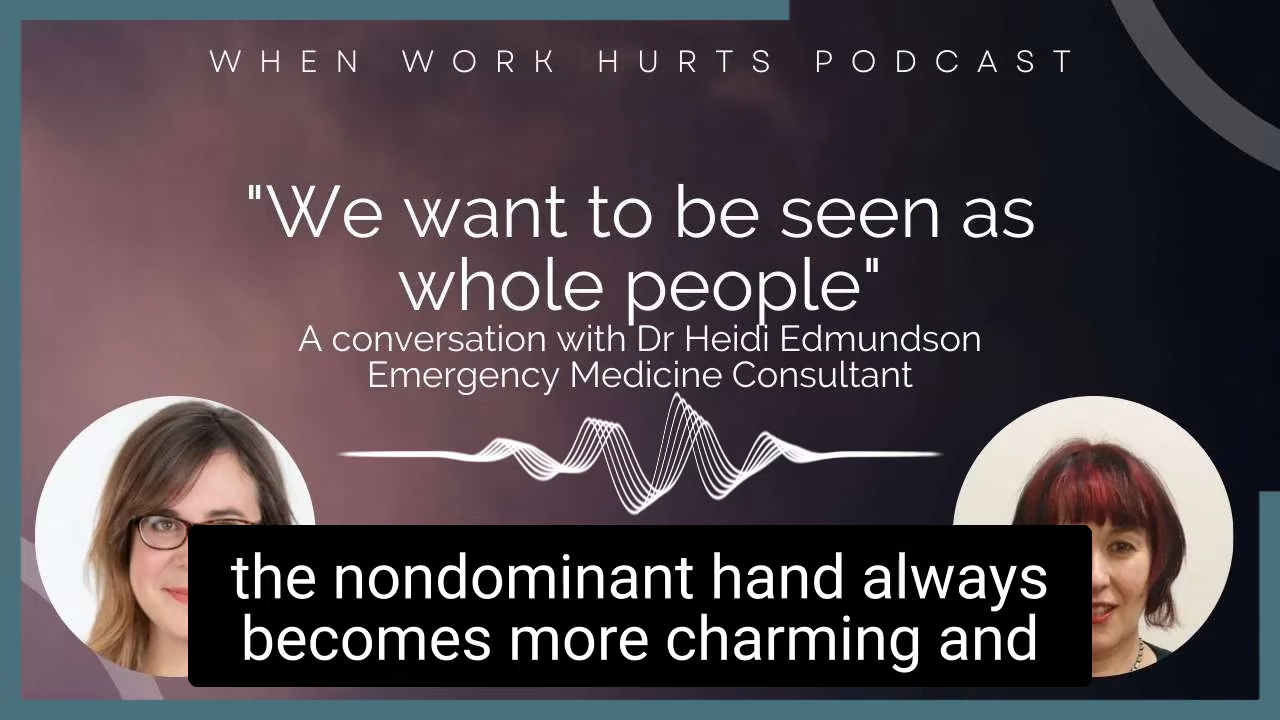 WHEN WORK HURTS PODCAST
"We want to be seen as
whole people"
A conversation with Dr Heidi Edmundson
Emergency Medicine Consultant
the nondominant hand always
becomes more charming and